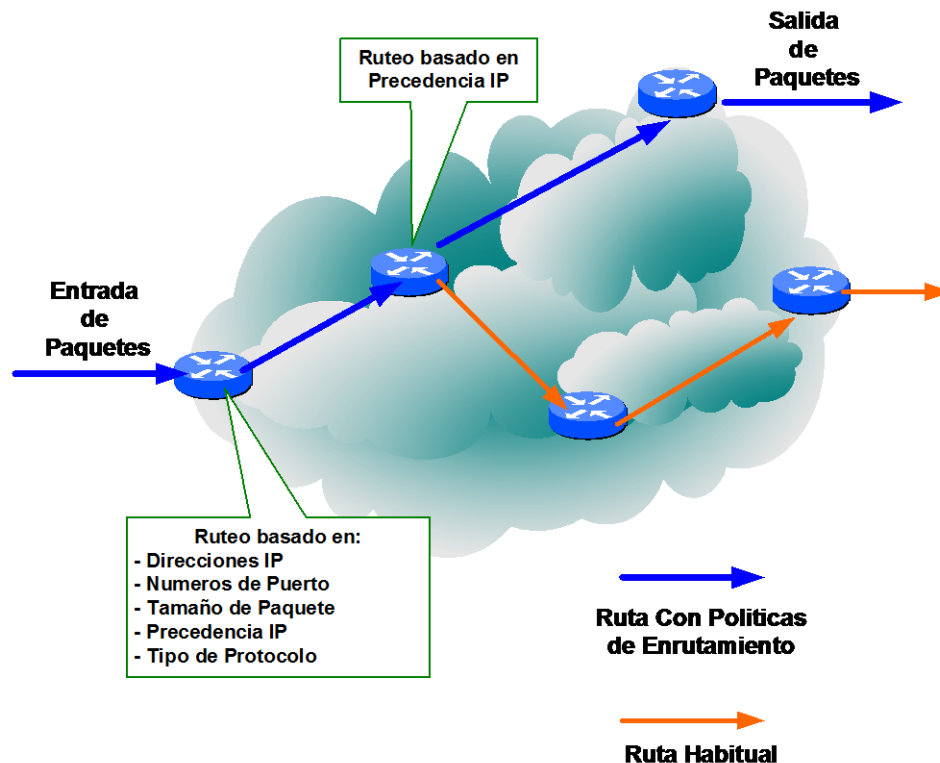 Ruteo basado en
Precedencia IP
Salida
de
Paquetes
Entrada
de
Paquetes
Ruteo basado en:
- Direcciones IP
- Numeros de Puerto
- Tamaño de Paquete
- Precedencia IP
- Tipo de Protocolo
Ruta Con Politicas
de Enrutamiento
Ruta Habitual